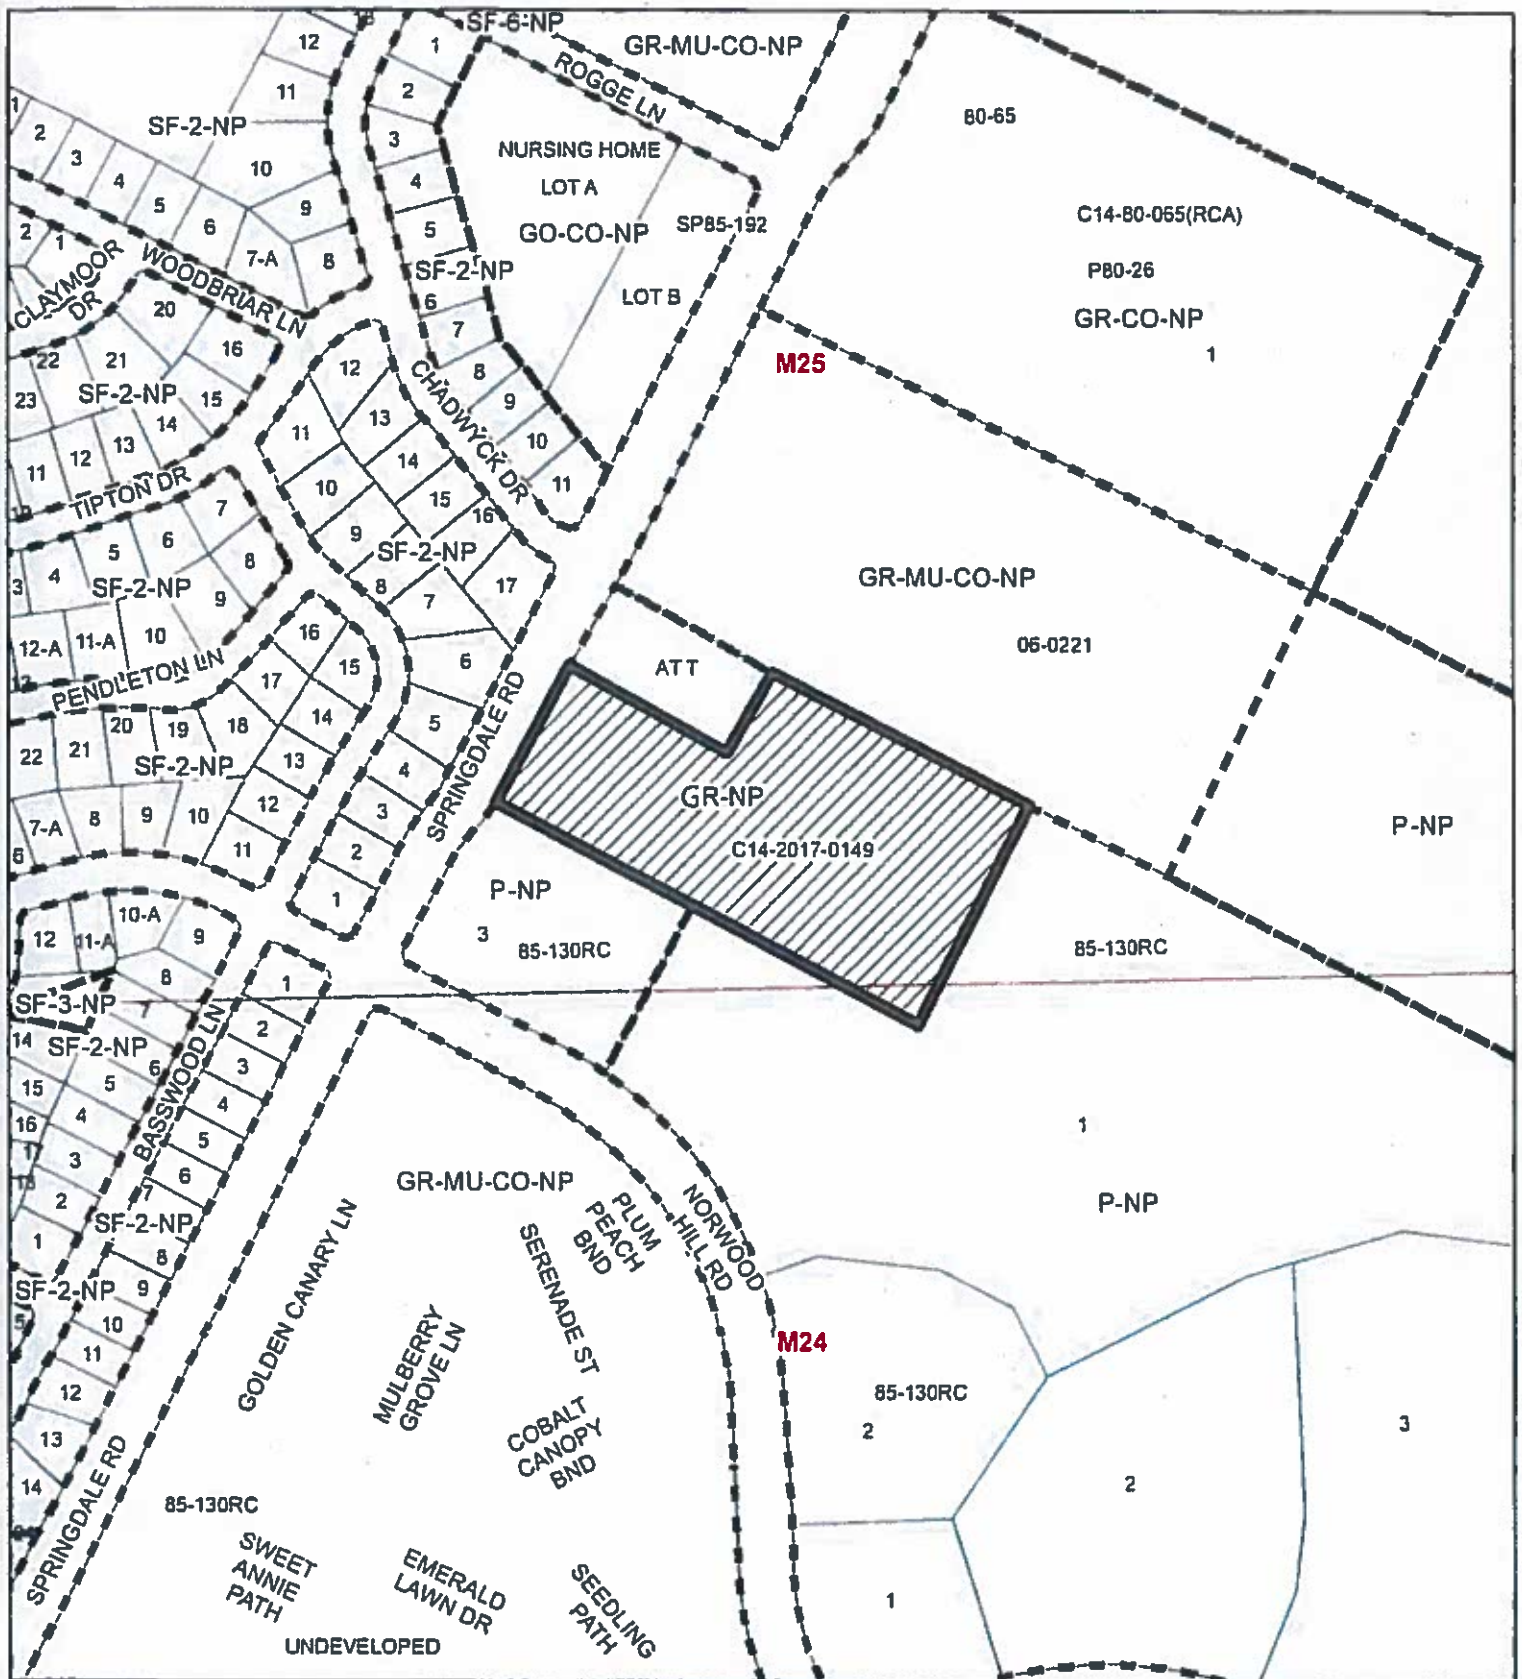 SF-6-NP
12
1
GR-MU-CO-NP
ROGGE LN
11
2
80-65
1
2
SF-2-NP
3
NURSING HOME
3
10
4
LOT A
4
9
5
GO-CO-NP
SP85-192
C14-80-065(RCA)
5
6
2
1
7-A
8
SF-2-NP
P80-26
CLAYMOOR
DR
WOODBRIAR LN
6
LOT B
GR-CO-NP
20
7
1
22
21
16
12
8
M25
23
SF-2-NP
15
CHADWYCK DR
9
14
13
11
12
13
11
14
10
11
TIPTON DR
10
15
16
7
9
SF-2-NP
5
6
8
GR-MU-CO-NP
3
4
SF-2-NP
9
8
7
17
12-A
11-A
10
16
6
06-0221
PENDLETON LN
17
15
ATT
22
21
20
19
18
14
5
SPRINGDALE RD
SF-2-NP
13
4
GR-NP
7-A
8
9
10
12
3
P-NP
11
2
C14-2017-0149
6
1
P-NP
12
11-A
10-A
9
3
85-130RC
85-130RC
8
1
SF-3-NP
7
2
14
SF-2-NP
6
BASSWOOD LN
3
15
5
4
16
4
5
1
17
3
6
2
7
GR-MU-CO-NP
P-NP
SF-2-NP
1
8
SF-2-NP
9
5
10
11
12
13
14
GOLDEN CANARY LN
MULBERRY
GROVE LN
SERENADE ST
PLUM
PEACH
BND
NORWOOD
HILL RD
M24
COBALT
CANOPY
BND
85-130RC
2
3
2
85-130RC
SPRINGDALE RD
SWEET
ANNIE
PATH
EMERALD
LAWN DR
SEEDLING
PATH
1
UNDEVELOPED